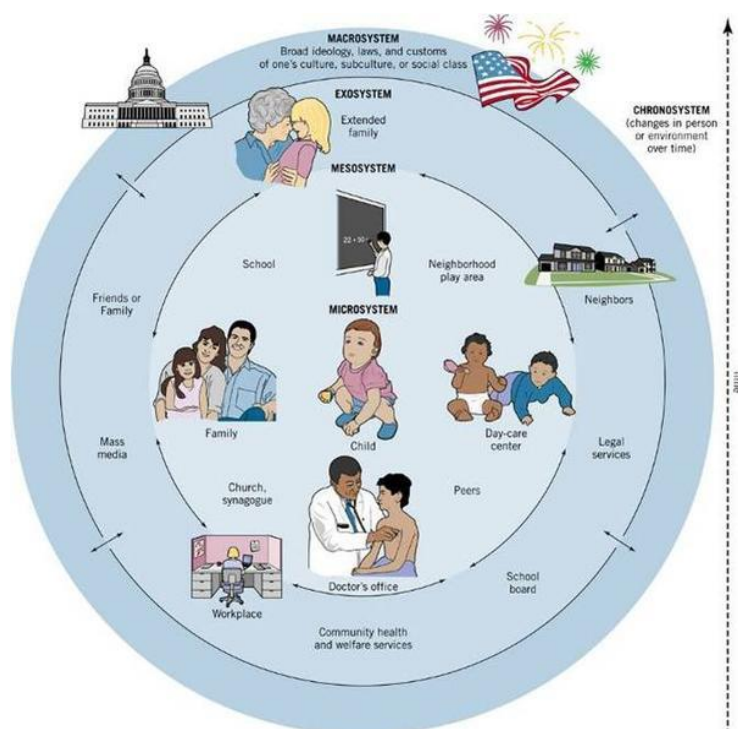 MACROSYSTEM
Broad ideology, laws, and customs
of one's culture, subculture, or social class
EXOSYSTEM
Extended
family
CHRONOSYSTEM
(changes in person
or environment
over time)
MESOSYSTEM
School
Neighborhood
play area
Friends or
Family
Neighbors
MICROSYSTEM
Time
Family
Child
Day-care
center
Mass
media
Legal
services
Church,
synagogue
Peers
Doctor's office
School
board
Workplace
Community health
and welfare services